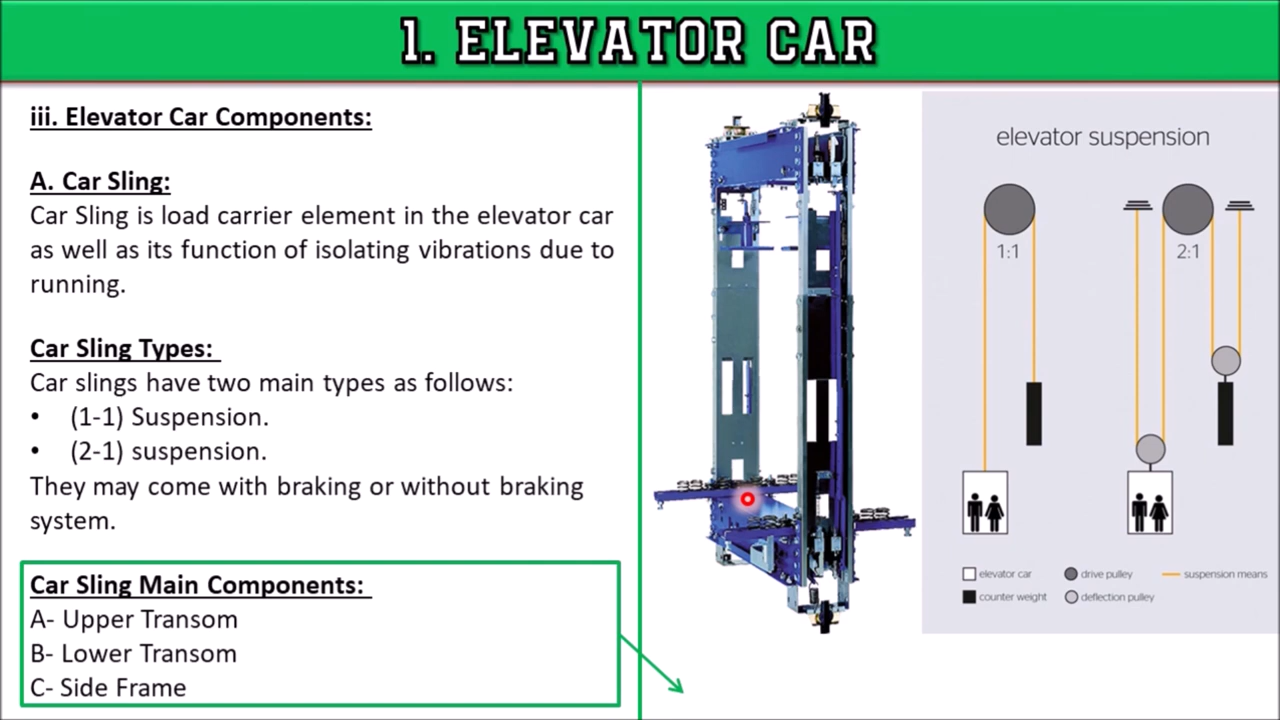 1. ELEVATOR CAR
iii. Elevator Car Components:
A. Car Sling:
Car Sling is load carrier element in the elevator car
as well as its function of isolating vibrations due to
running.
Car Sling Types:
Car slings have two main types as follows:
• (1-1) Suspension.
• (2-1) suspension.
They may come with braking or without braking
system.
Car Sling Main Components:
A- Upper Transom
B- Lower Transom
C- Side Frame
elevator suspension
1:1
2:1
elevator car
drive pulley
suspension means
counter weight
deflection pulley